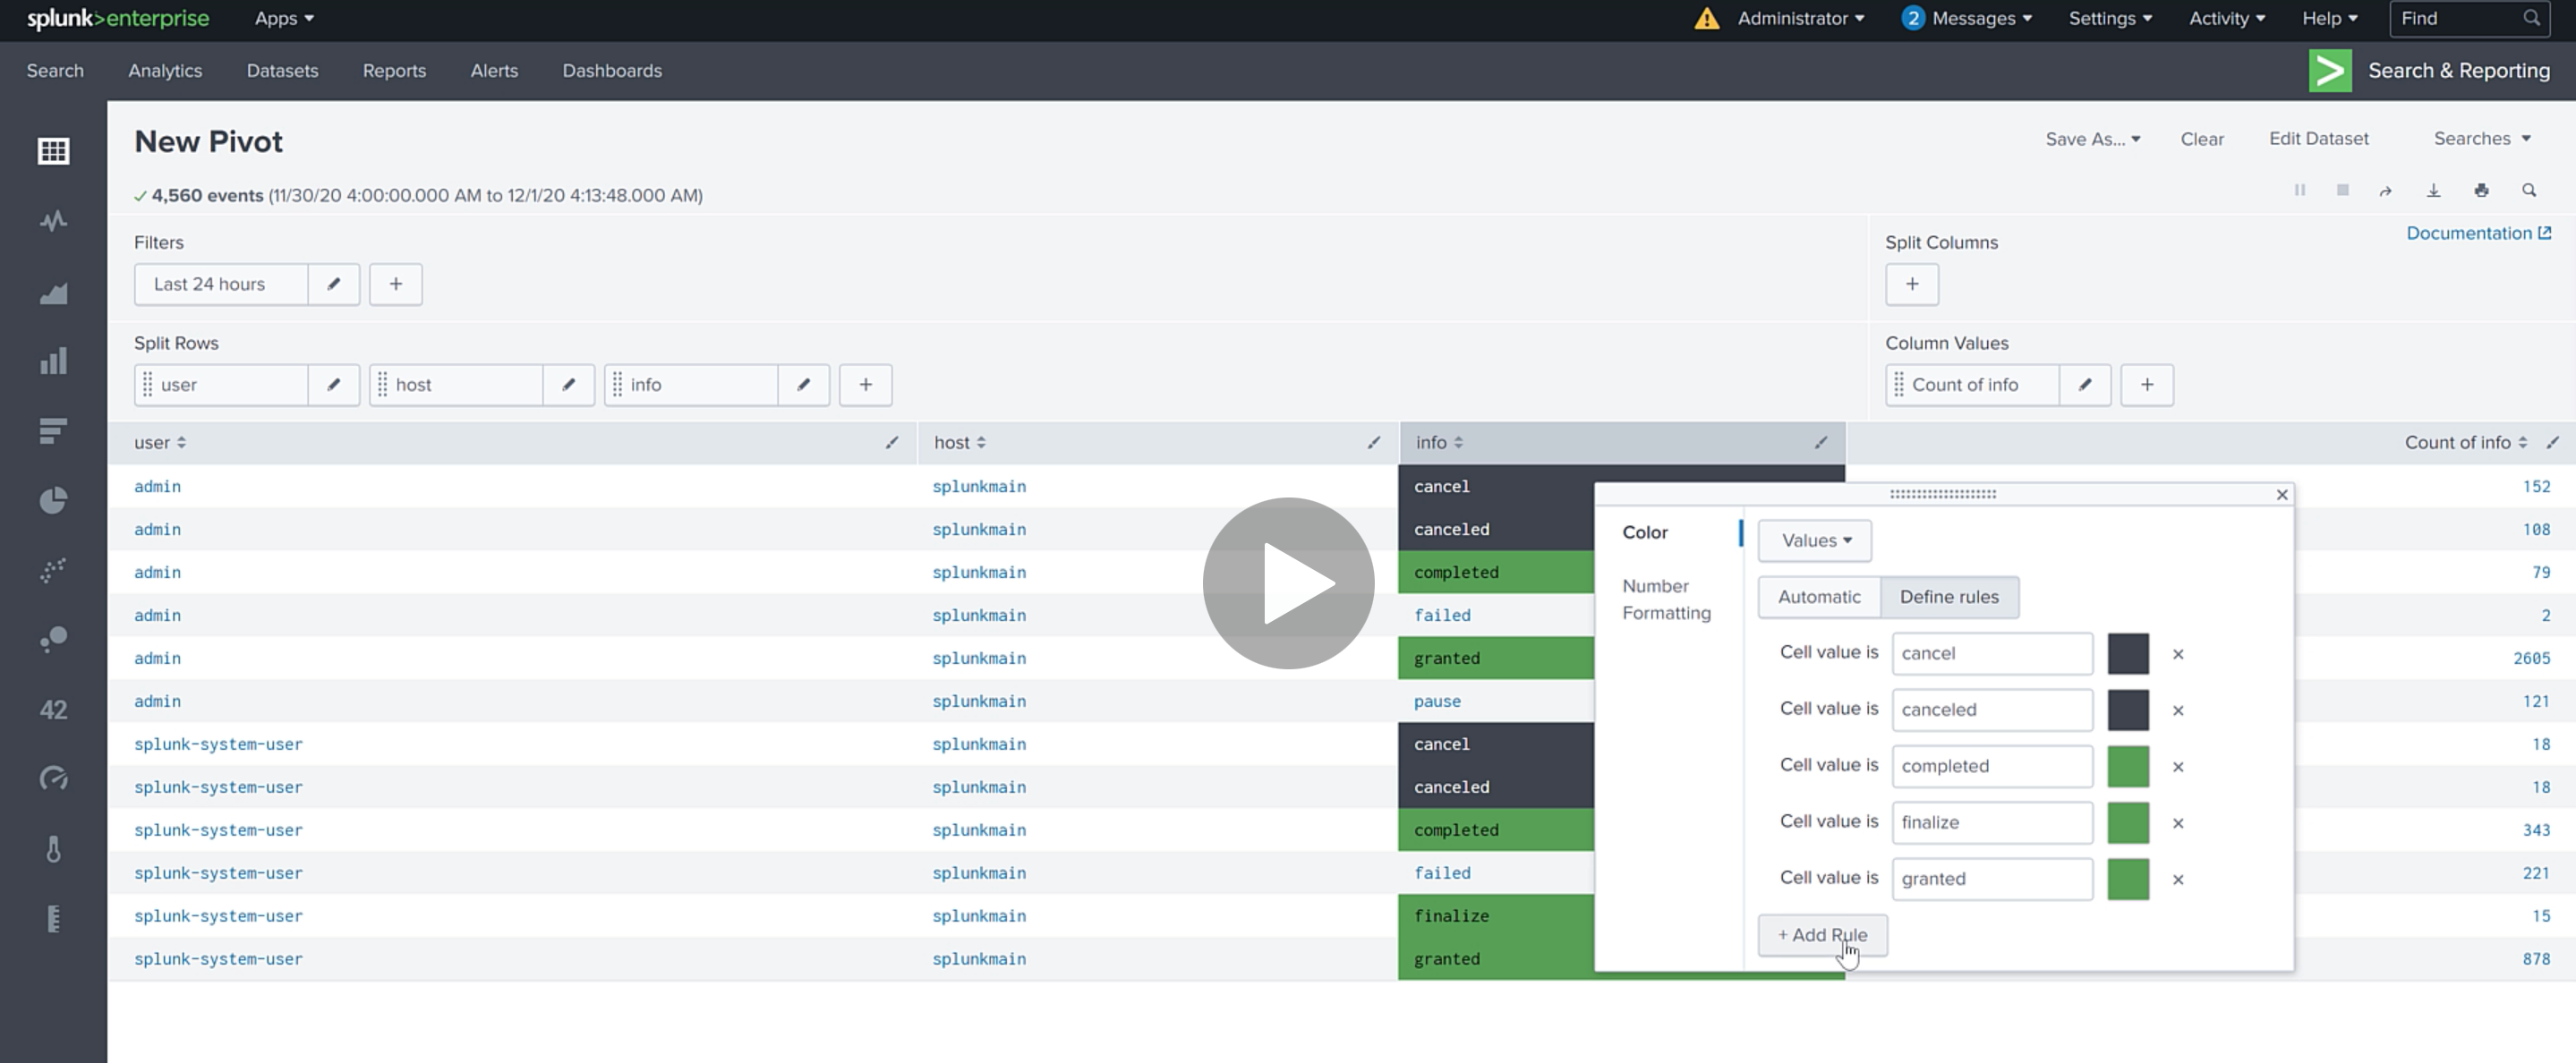 splunk>enterprise Apps Administrator 2 Messages Settings Activity Help Find
Search Analytics Datasets Reports Alerts Dashboards > Search & Reporting
New Pivot Save As... Clear Edit Dataset Searches
✓ 4,560 events (11/30/20 4:00:00.000 AM to 12/1/20 4:13:48.000 AM)
Filters Split Columns Documentation
Last 24 hours + +
Split Rows Column Values
user host info + Count of info +
user host info Count of info
admin splunkmain cancel 152
admin splunkmain canceled 108
admin splunkmain completed 79
admin splunkmain failed 2
admin splunkmain granted 2605
admin splunkmain pause 121
splunk-system-user splunkmain cancel 18
splunk-system-user splunkmain canceled 18
splunk-system-user splunkmain completed 343
splunk-system-user splunkmain failed 221
splunk-system-user splunkmain finalize 15
splunk-system-user splunkmain granted 878
42
Color
Number
Formatting
Values
Automatic Define rules
Cell value is cancel ×
Cell value is canceled ×
Cell value is completed ×
Cell value is finalize ×
Cell value is granted ×
+ Add Rule